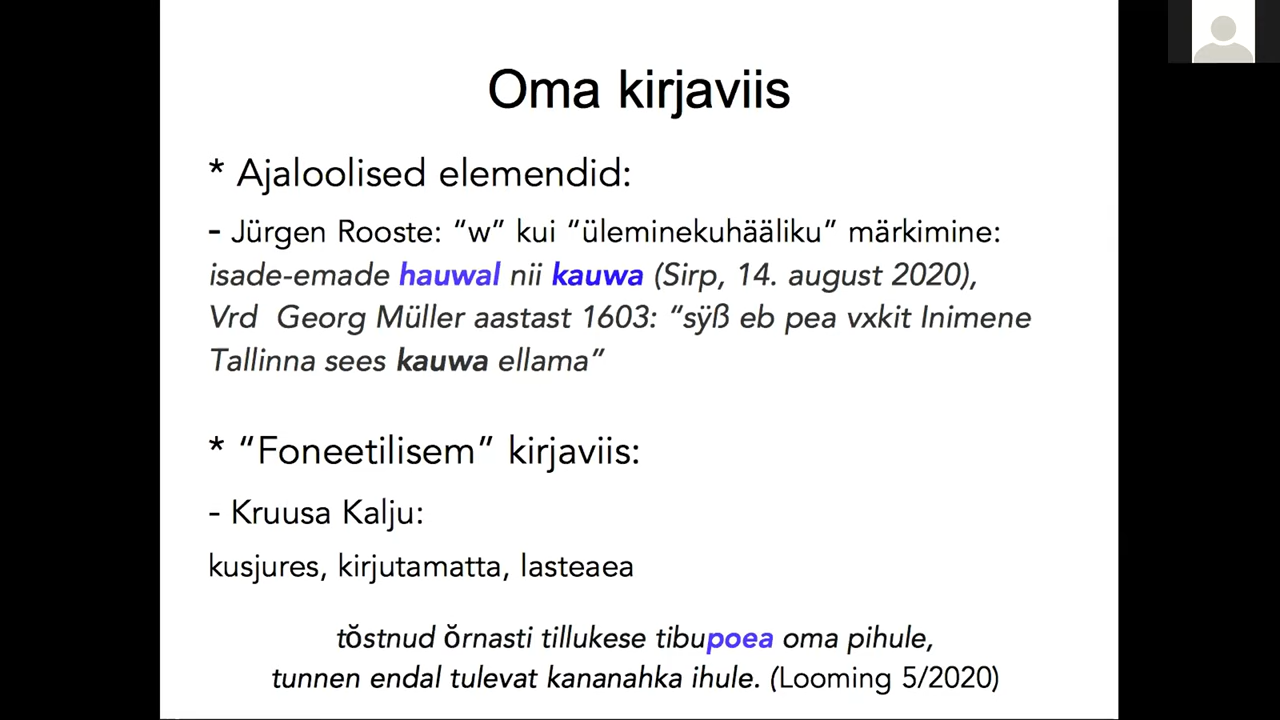 Oma kirjaviis
* Ajaloolised elemendid:
- Jürgen Rooste: “w” kui “üleminekuhääliku” märkimine:
isade-emade hauwal nii kauwa (Sirp, 14. august 2020),
Vrd Georg Müller aastast 1603: “sÿß eb pea vxkit Inimene
Tallinna sees kauwa ellama”
* “Foneetilisem” kirjaviis:
- Kruusa Kalju:
kusjures, kirjutamatta, lasteaea
tŏstnud ŏrnasti tillukese tibupoea oma pihule,
tunnen endal tulevat kananahka ihule. (Looming 5/2020)